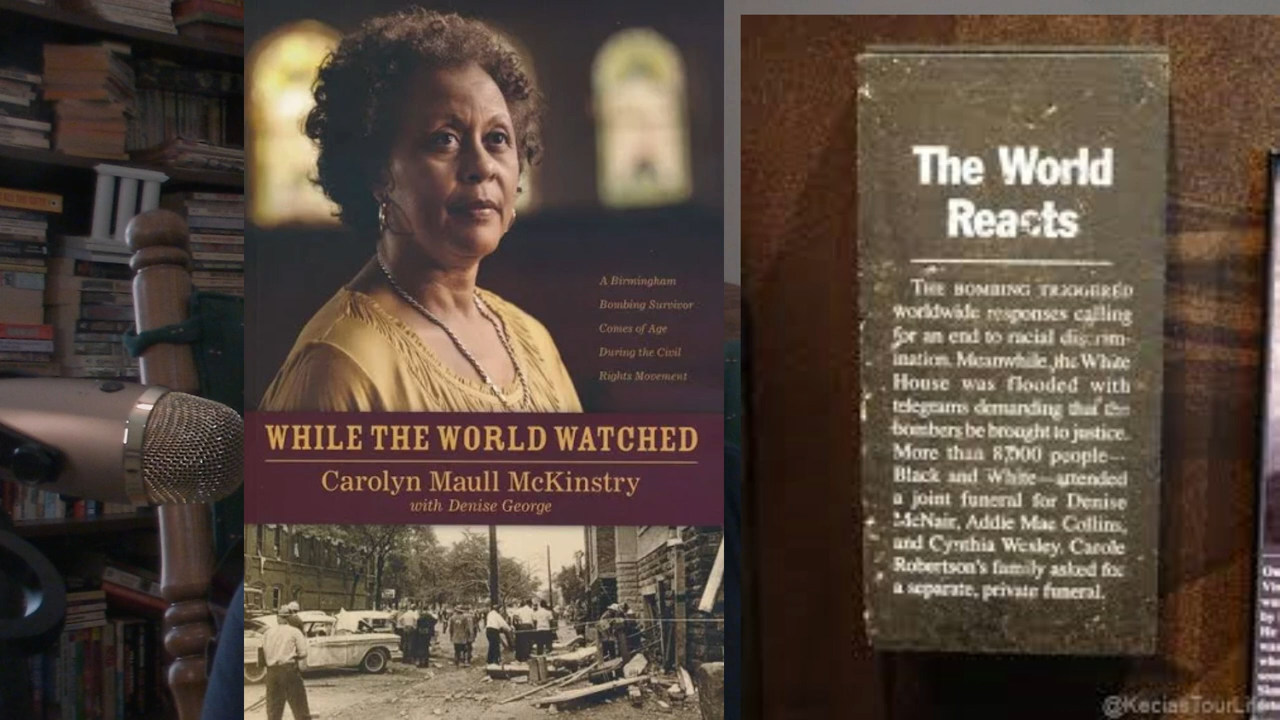 A Birmingham
Bombing Survivor
Comes of Age
During the Civil
Rights Movement
WHILE THE WORLD WATCHED
Carolyn Maull McKinstry
with Denise George
The World
Reacts
THE BOMBING TRIGGERED
worldwide responses calling
for an end to racial discrim-
ination. Meanwhile, the White
House was flooded with
telegrams demanding that the
bombers be brought to justice.
More than 8,000 people—
Black and White—attended
a joint funeral for Denise
McNair, Addie Mae Collins,
and Cynthia Wesley. Carole
Robertson's family asked for
a separate, private funeral.